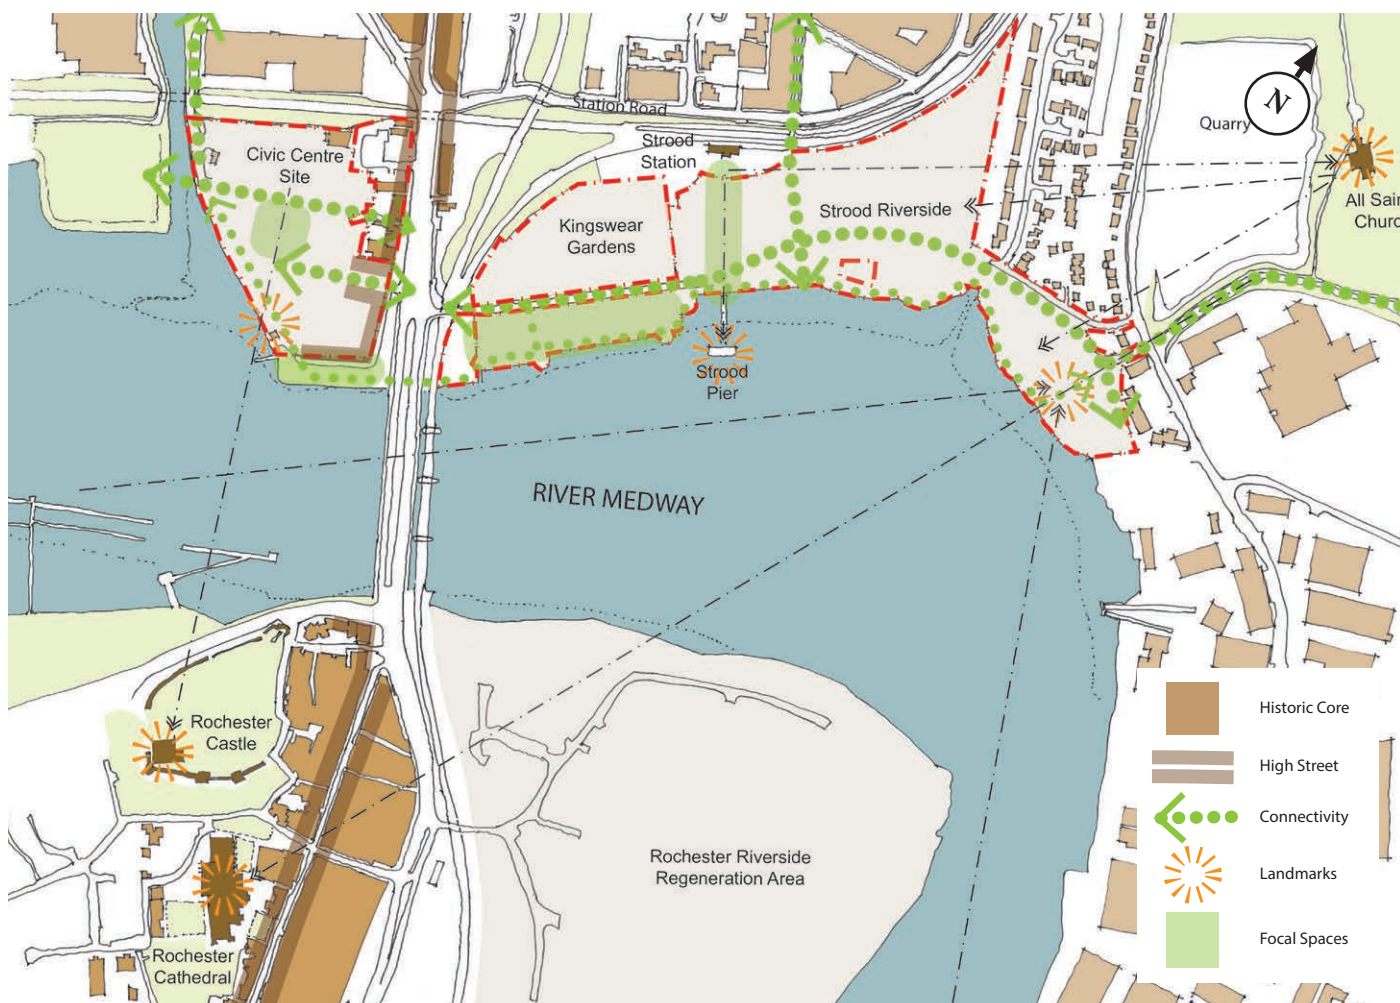 Station Road
Strood
Station
Quarry
N
Civic Centre
Site
All Sain
Churc
Kingswear
Gardens
Strood Riverside
Strood
Pier
RIVER MEDWAY
Rochester
Castle
Rochester Riverside
Regeneration Area
Rochester
Cathedral
Historic Core
High Street
Connectivity
Landmarks
Focal Spaces